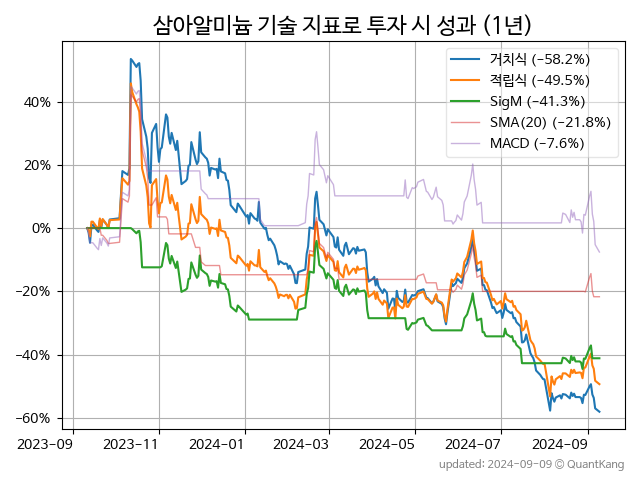 삼아알미늄 기술 지표로 투자 시 성과 (1년)
거치식 (−58.2%)
적립식 (−49.5%)
SigM (−41.3%)
SMA(20) (−21.8%)
MACD (−7.6%)
40%
20%
0%
−20%
−40%
−60%
2023-09 2023-11 2024-01 2024-03 2024-05 2024-07 2024-09
updated: 2024-09-09 © QuantKang